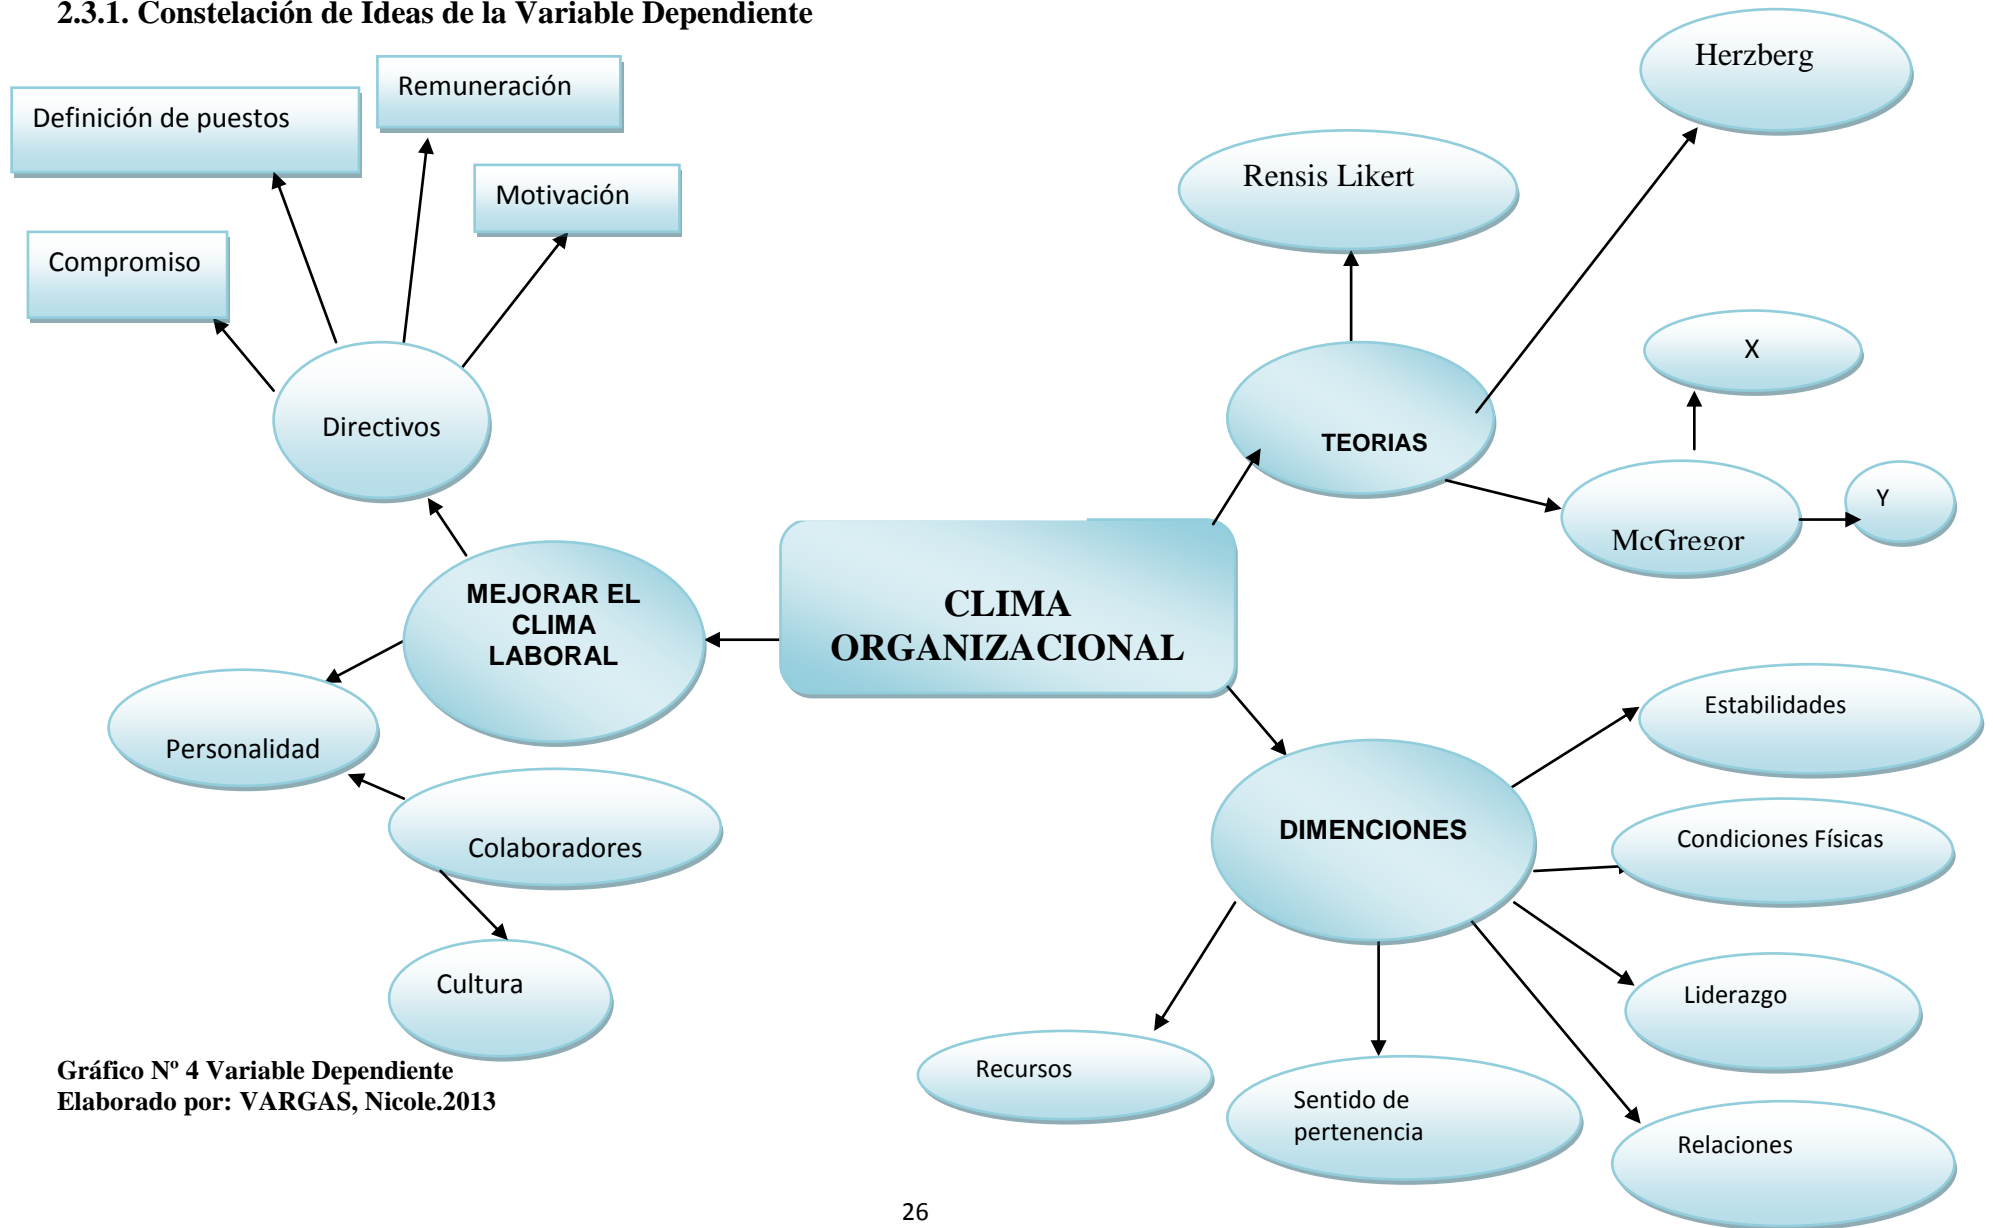 2.3.1. Constelación de Ideas de la Variable Dependiente
Herzberg
Remuneración
Definición de puestos
Rensis Likert
Motivación
Compromiso
X
Directivos
TEORIAS
Y
McGregor
MEJORAR EL
CLIMA
LABORAL
CLIMA
ORGANIZACIONAL
Estabilidades
Personalidad
DIMENCIONES
Condiciones Físicas
Colaboradores
Cultura
Liderazgo
Recursos
Sentido de
pertenencia
Relaciones
Gráfico Nº 4 Variable Dependiente
Elaborado por: VARGAS, Nicole.2013
26